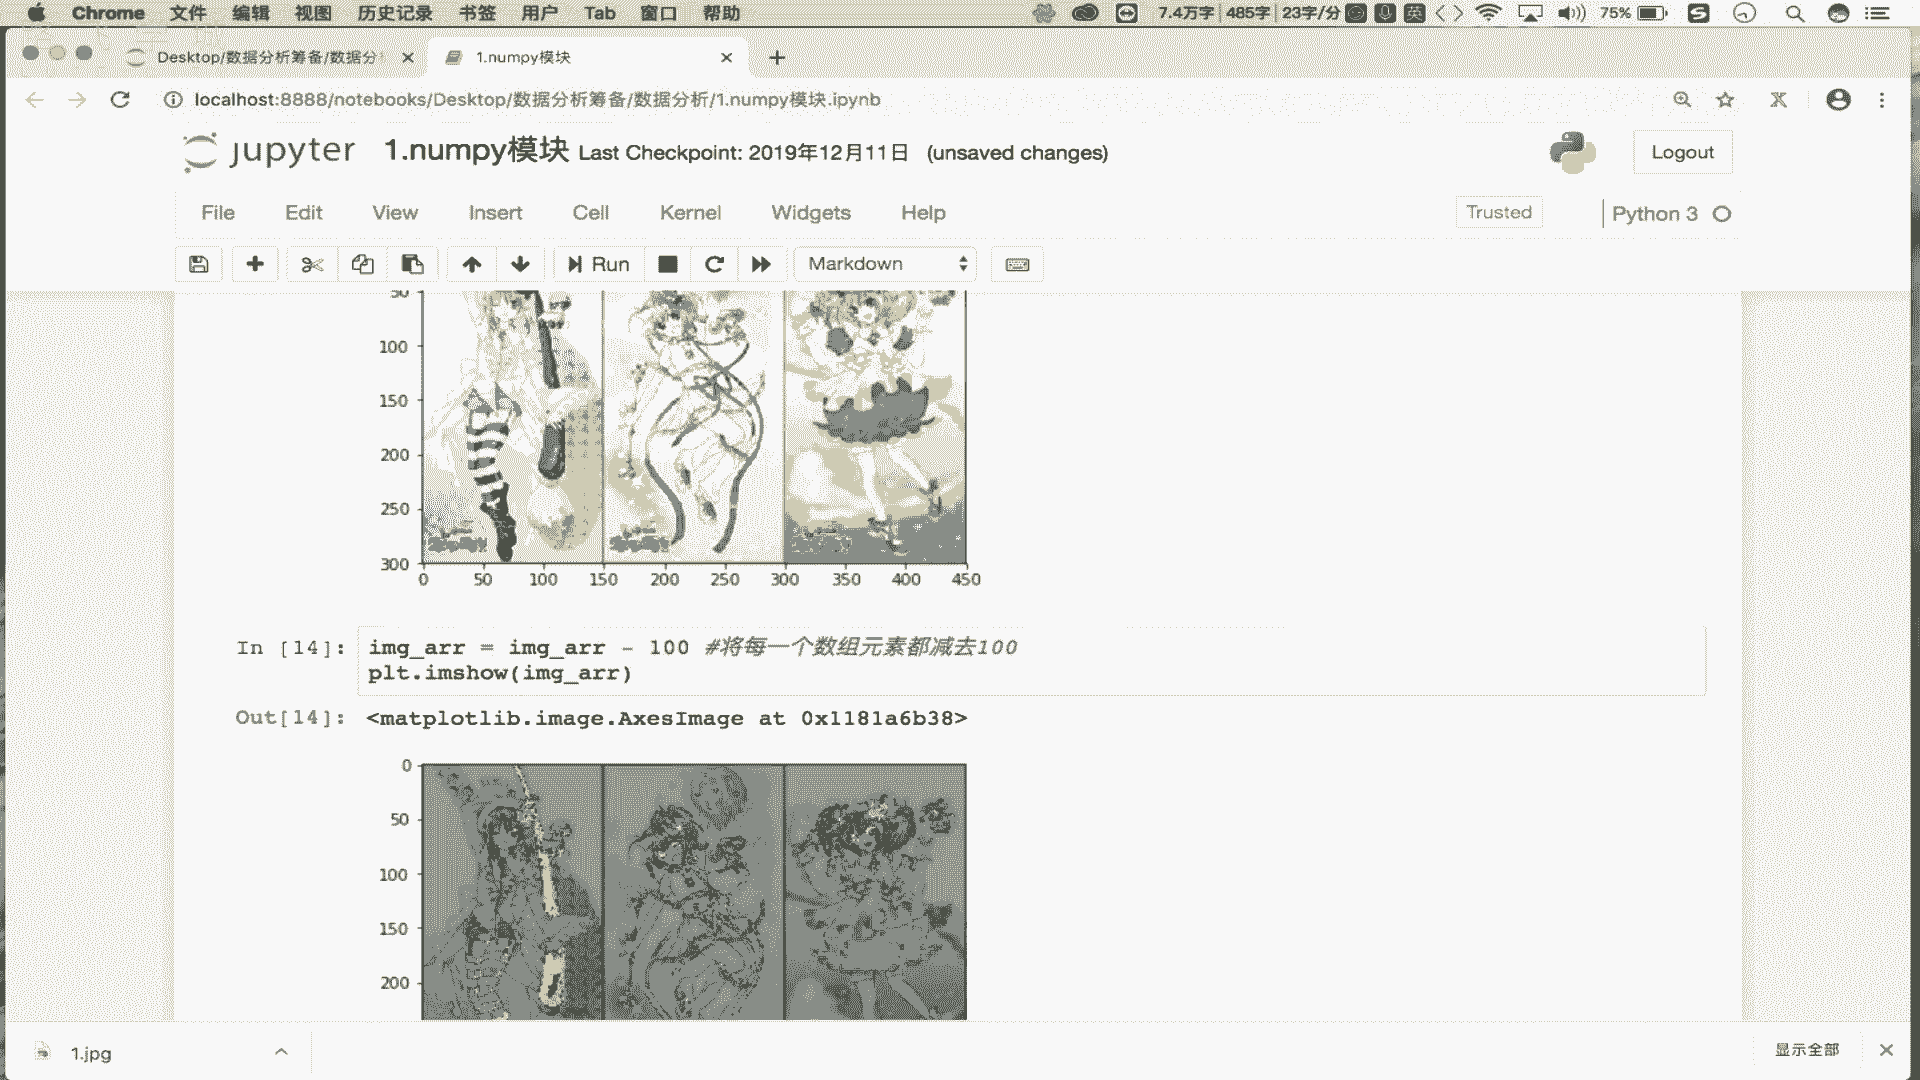 Chrome 文件 编辑 视图 历史记录 书签 用户 Tab 窗口 帮助 7.4万字 485字 23字/分 英 75%
Desktop/数据分析筹备/数据分 1.numpy模块
localhost:8888/notebooks/Desktop/数据分析筹备/数据分析/1.numpy模块.ipynb
jupyter 1.numpy模块 Last Checkpoint: 2019年12月11日 (unsaved changes) Logout
File Edit View Insert Cell Kernel Widgets Help Trusted Python 3
Run Markdown
50
100
150
200
250
300
0 50 100 150 200 250 300 350 400 450
In [14]: img_arr = img_arr - 100 #将每一个数组元素都减去100
plt.imshow(img_arr)
Out[14]: <matplotlib.image.AxesImage at 0x1181a6b38>
0
50
100
150
200
1.jpg 显示全部